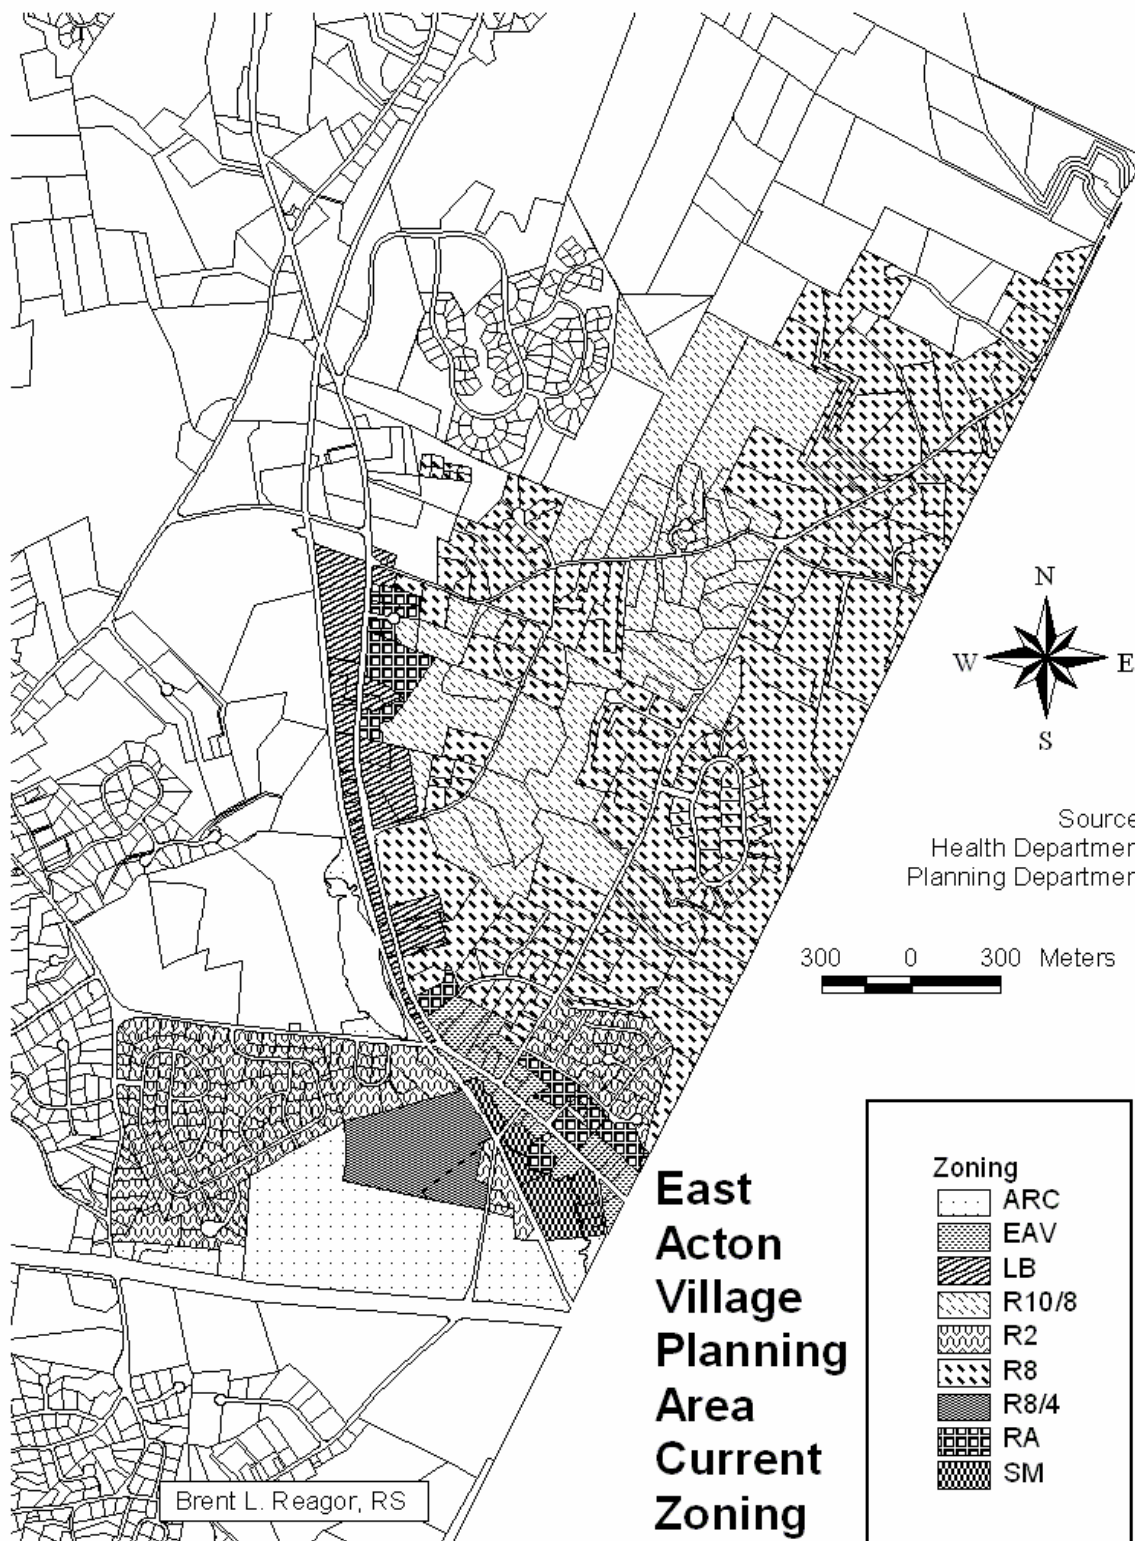 N
W E
S
Source
Health Departmen
Planning Departmen
300 0 300 Meters
East
Acton
Village
Planning
Area
Current
Zoning
Zoning
ARC
EAV
LB
R10/8
R2
R8
R8/4
RA
SM
Brent L. Reagor, RS